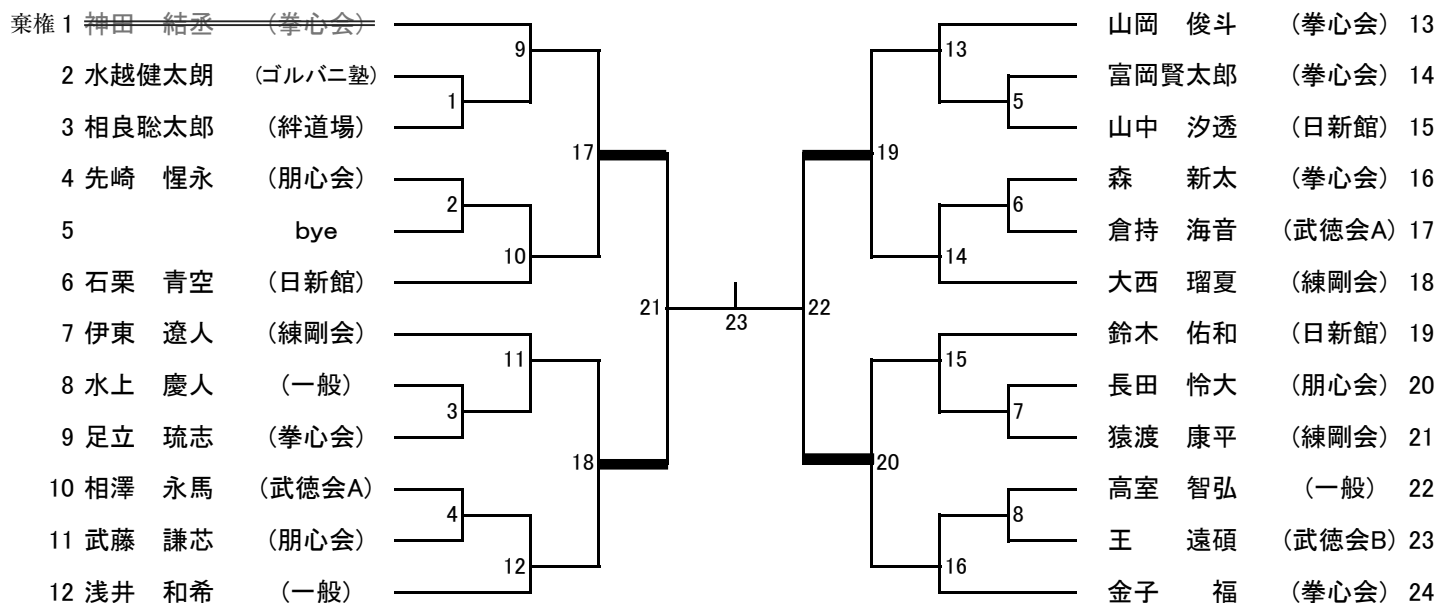 棄権 1 神田 結丞 (拳心会)
2 水越健太朗 (ゴルバニ塾)
3 相良聡太郎 (絆道場)
4 先崎 惺永 (朋心会)
5 bye
6 石栗 青空 (日新館)
7 伊東 遼人 (練剛会)
8 水上 慶人 (一般)
9 足立 琉志 (拳心会)
10 相澤 永馬 (武徳会A)
11 武藤 謙芯 (朋心会)
12 浅井 和希 (一般)
9
1
17
2
10
21
11
3
18
4
12
23
13
5
19
6
14
22
15
7
20
8
16
山岡 俊斗 (拳心会) 13
富岡賢太郎 (拳心会) 14
山中 汐透 (日新館) 15
森 新太 (拳心会) 16
倉持 海音 (武徳会A) 17
大西 瑠夏 (練剛会) 18
鈴木 佑和 (日新館) 19
長田 怜大 (朋心会) 20
猿渡 康平 (練剛会) 21
高室 智弘 (一般) 22
王 遠碩 (武徳会B) 23
金子 福 (拳心会) 24